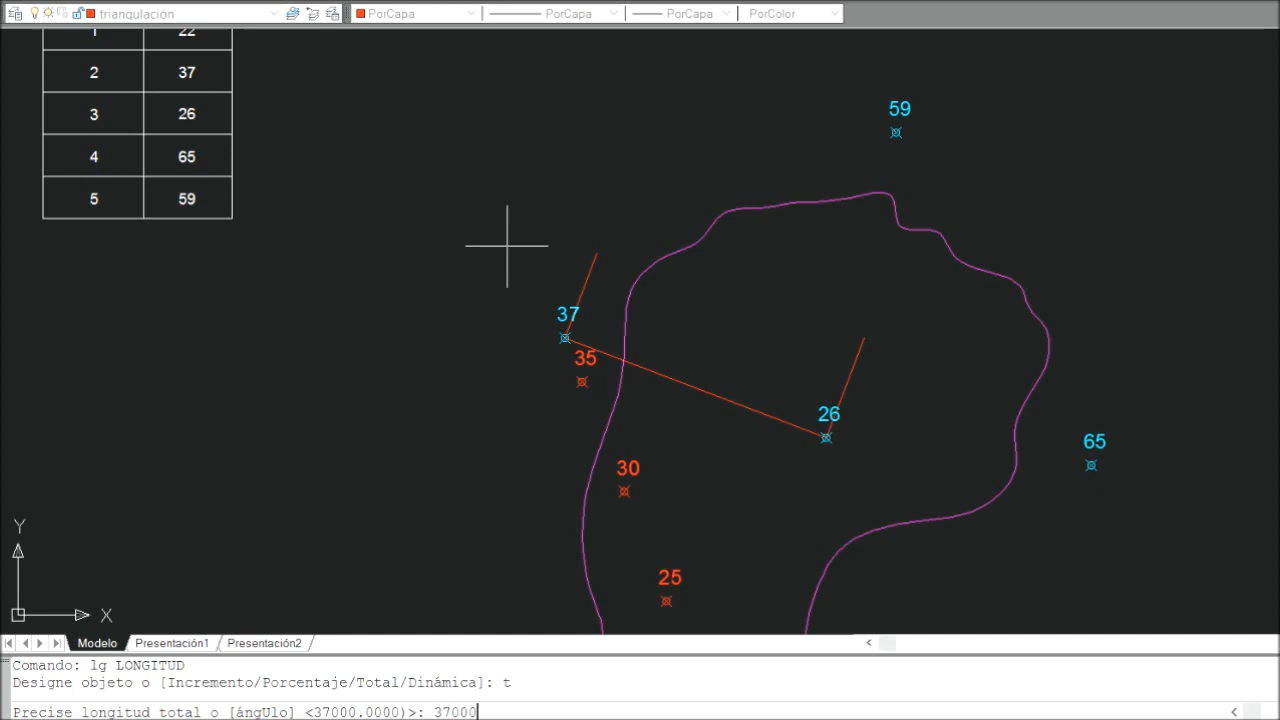 triangulación PorCapa PorCapa PorCapa PorColor
1 22
2 37
3 26
4 65
5 59
59
37
35
26
65
30
25
Y
X
Modelo Presentación1 Presentación2
Comando: lg LONGITUD
Designe objeto o [Incremento/Porcentaje/Total/Dinámica]: t
Precise longitud total o [ángUlo] <37000.0000)>: 37000